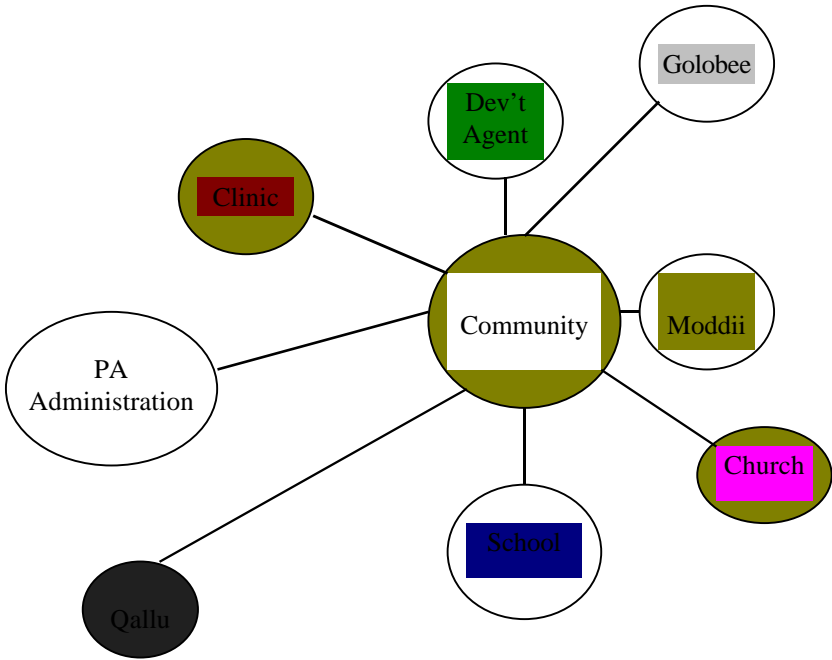 Golobee
Dev't
Agent
Clinic
Community
Moddii
PA
Administration
Church
School
Qallu